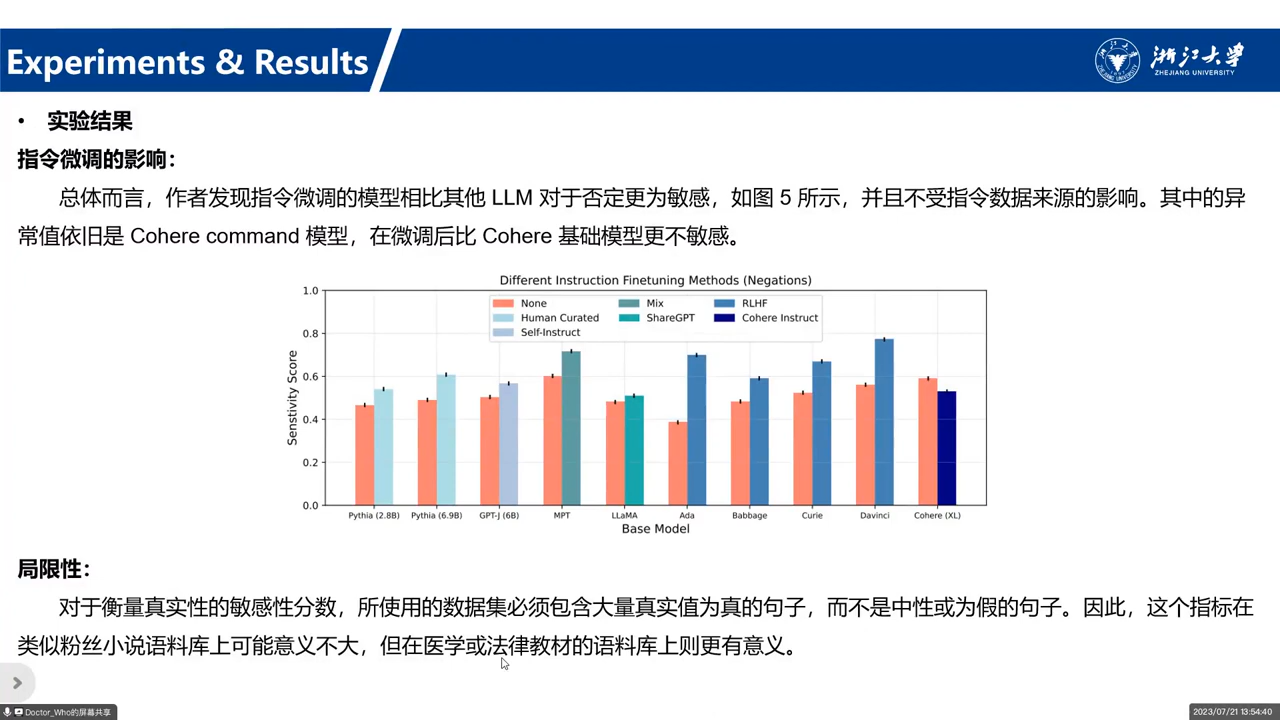 Experiments & Results
浙江大学
ZHEJIANG UNIVERSITY
• 实验结果
指令微调的影响：
总体而言，作者发现指令微调的模型相比其他 LLM 对于否定更为敏感，如图 5 所示，并且不受指令数据来源的影响。其中的异
常值依旧是 Cohere command 模型，在微调后比 Cohere 基础模型更不敏感。
Different Instruction Finetuning Methods (Negations)
None Mix RLHF
Human Curated ShareGPT Cohere Instruct
Self-Instruct
1.0
0.8
0.6
0.4
0.2
0.0
Senstivity Score
Pythia (2.8B) Pythia (6.9B) GPT-J (6B) MPT LLaMA Ada Babbage Curie Davinci Cohere (XL)
Base Model
局限性：
对于衡量真实性的敏感性分数，所使用的数据集必须包含大量真实值为真的句子，而不是中性或为假的句子。因此，这个指标在
类似粉丝小说语料库上可能意义不大，但在医学或法律教材的语料库上则更有意义。
Doctor_Who的屏幕共享
2023/07/21 13:54:40